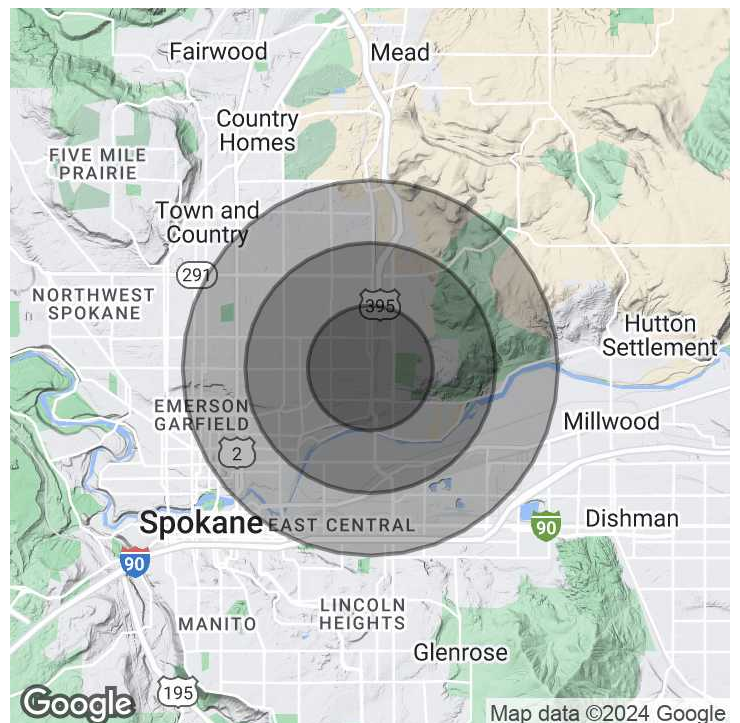 Fairwood
Mead
Country
Homes
FIVE MILE
PRAIRIE
Town and
Country
291
NORTHWEST
SPOKANE
395
Hutton
Settlement
EMERSON
GARFIELD
Millwood
2
Spokane
EAST CENTRAL
90
Dishman
90
LINCOLN
HEIGHTS
MANITO
Glenrose
195
Google
Map data ©2024 Google